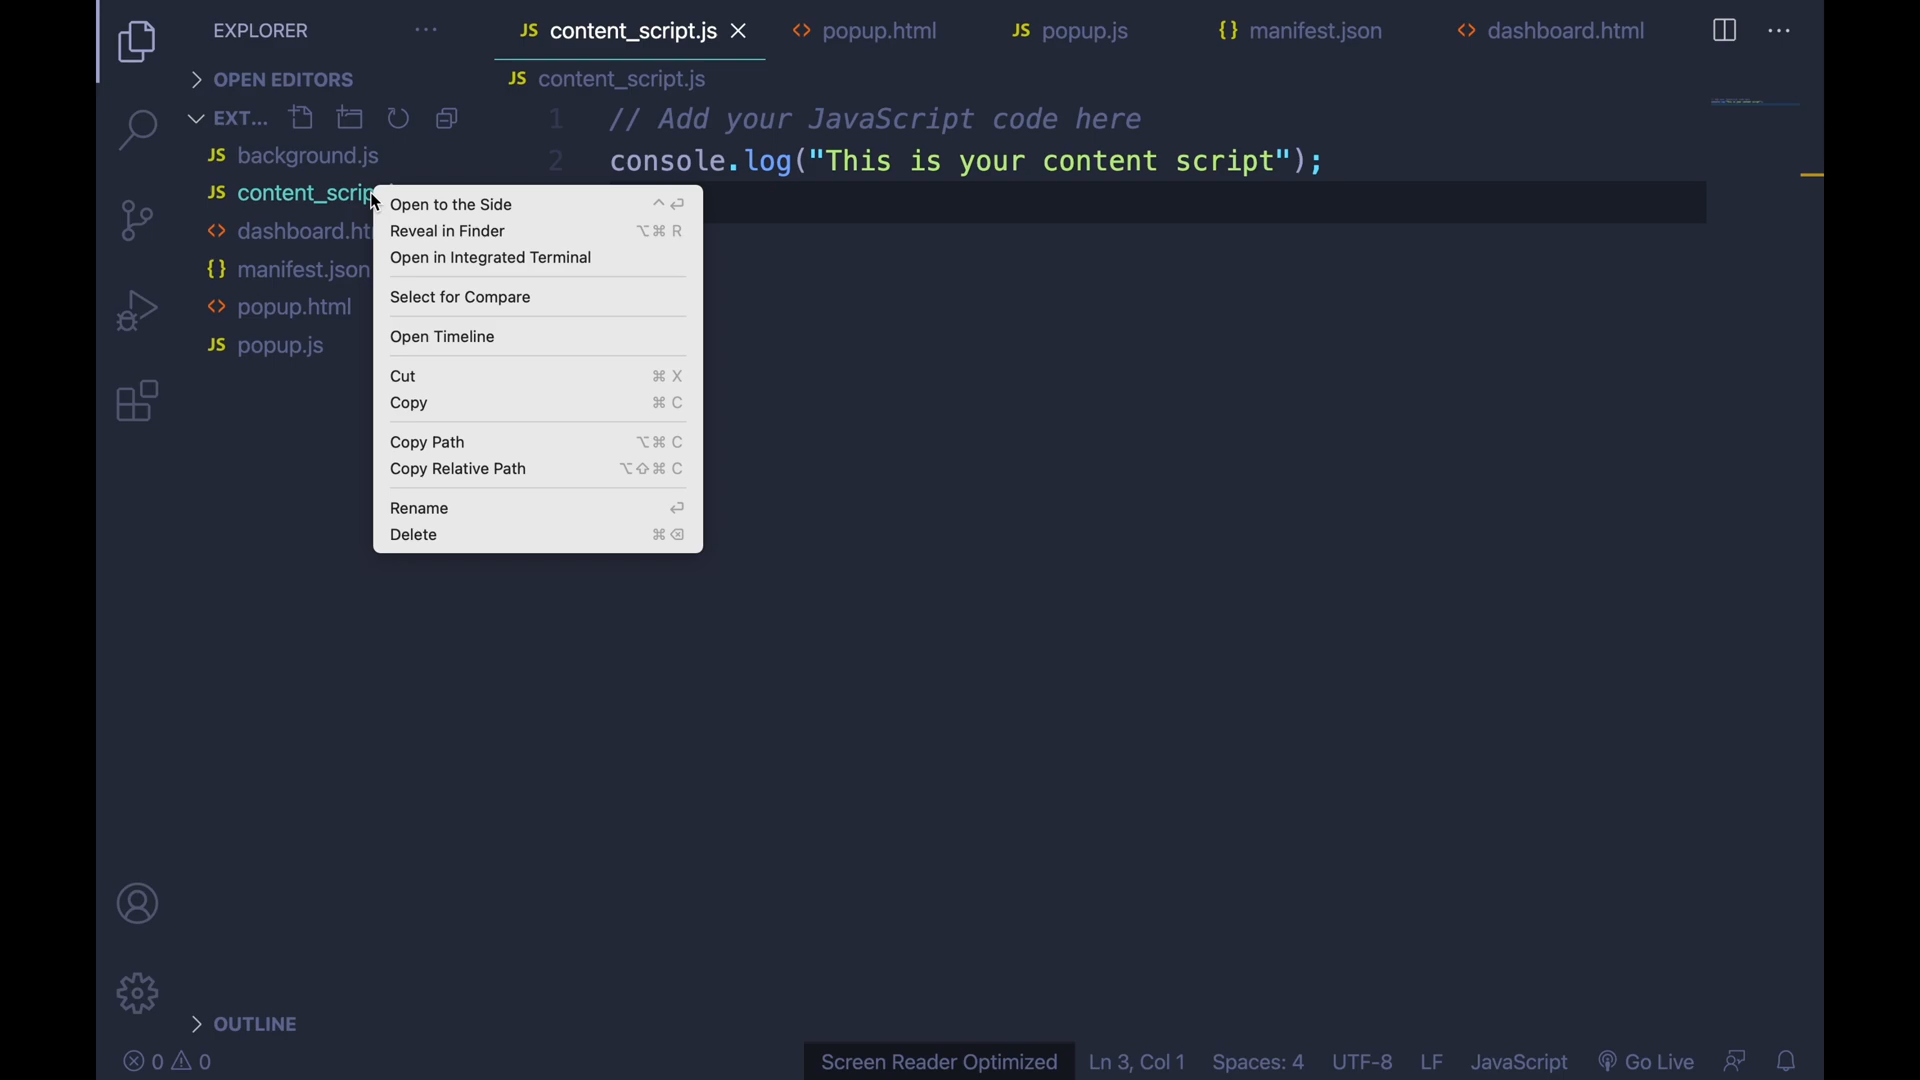 EXPLORER
OPEN EDITORS
EXT...
JS background.js
JS content_scrip
<> dashboard.ht
{} manifest.json
<> popup.html
JS popup.js
OUTLINE
JS content_script.js
<> popup.html
JS popup.js
{} manifest.json
<> dashboard.html
JS content_script.js
1 // Add your JavaScript code here
2 console.log("This is your content script");
Open to the Side ^ ↩
Reveal in Finder ⌥⌘ R
Open in Integrated Terminal
Select for Compare
Open Timeline
Cut ⌘ X
Copy ⌘ C
Copy Path ⌥⌘ C
Copy Relative Path ⌥⇧⌘ C
Rename ↩
Delete ⌘ ⌫
0 0
Screen Reader Optimized Ln 3, Col 1 Spaces: 4 UTF-8 LF JavaScript Go Live